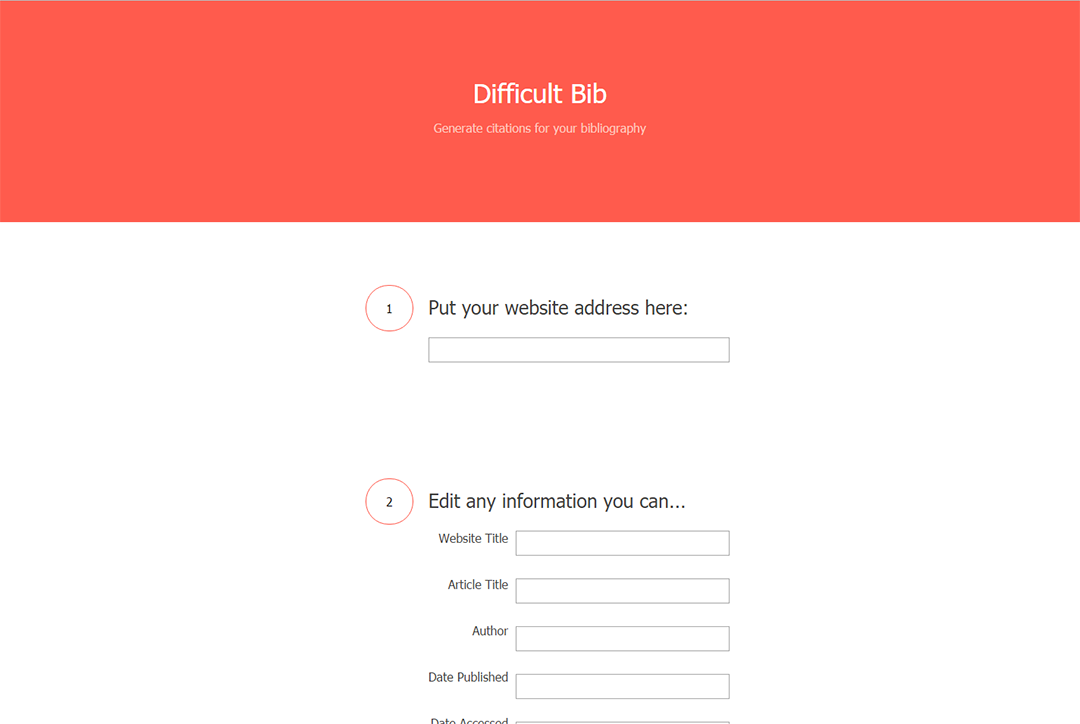 Difficult Bib
Generate citations for your bibliography
1
Put your website address here:
2
Edit any information you can...
Website Title
Article Title
Author
Date Published
Date Accessed